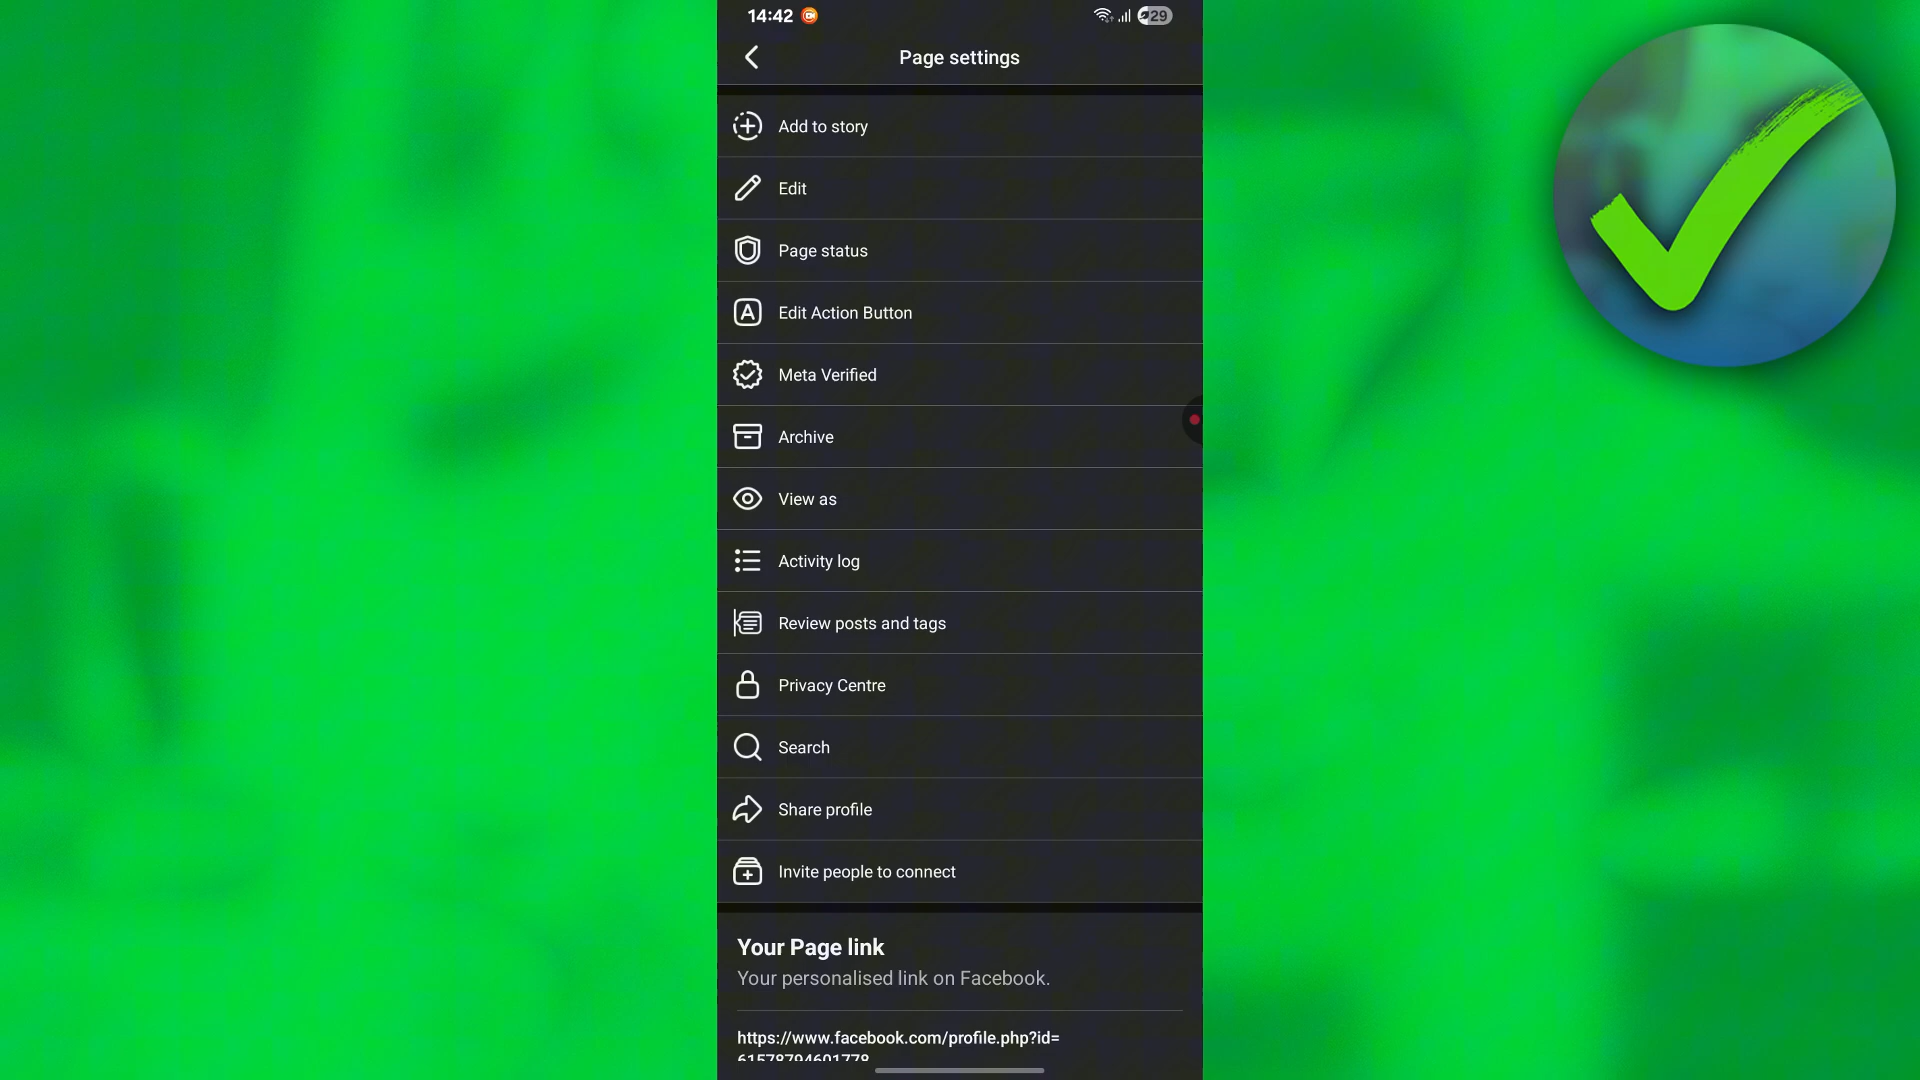 14:42
29
Page settings
Add to story
Edit
Page status
A
Edit Action Button
Meta Verified
Archive
View as
Activity log
Review posts and tags
Privacy Centre
Search
Share profile
Invite people to connect
Your Page link
Your personalised link on Facebook.
https://www.facebook.com/profile.php?id=
61578794601778